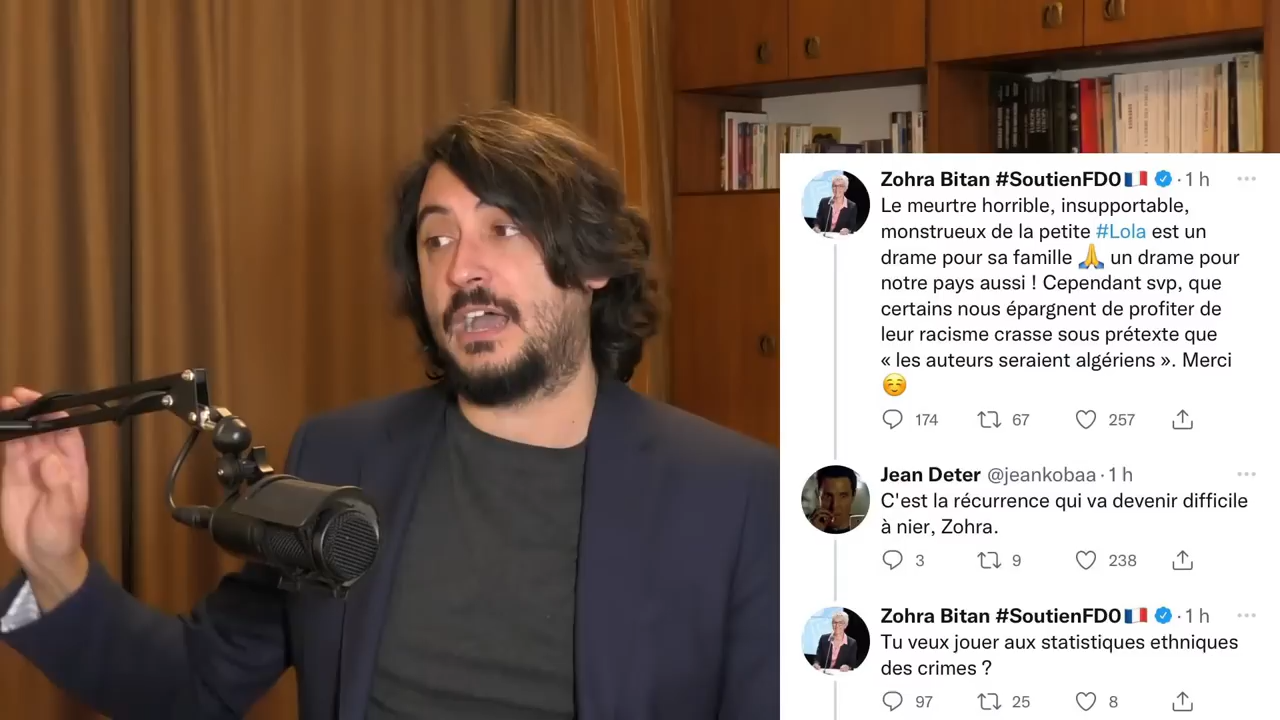 Zohra Bitan #SoutienFDO🇫🇷 · 1 h
Le meurtre horrible, insupportable,
monstrueux de la petite #Lola est un
drame pour sa famille 🙏 un drame pour
notre pays aussi ! Cependant svp, que
certains nous épargnent de profiter de
leur racisme crasse sous prétexte que
« les auteurs seraient algériens ». Merci
☺️
174 67 257
Jean Deter @jeankobaa · 1 h
C'est la récurrence qui va devenir difficile
à nier, Zohra.
3 9 238
Zohra Bitan #SoutienFDO🇫🇷 · 1 h
Tu veux jouer aux statistiques ethniques
des crimes ?
97 25 8